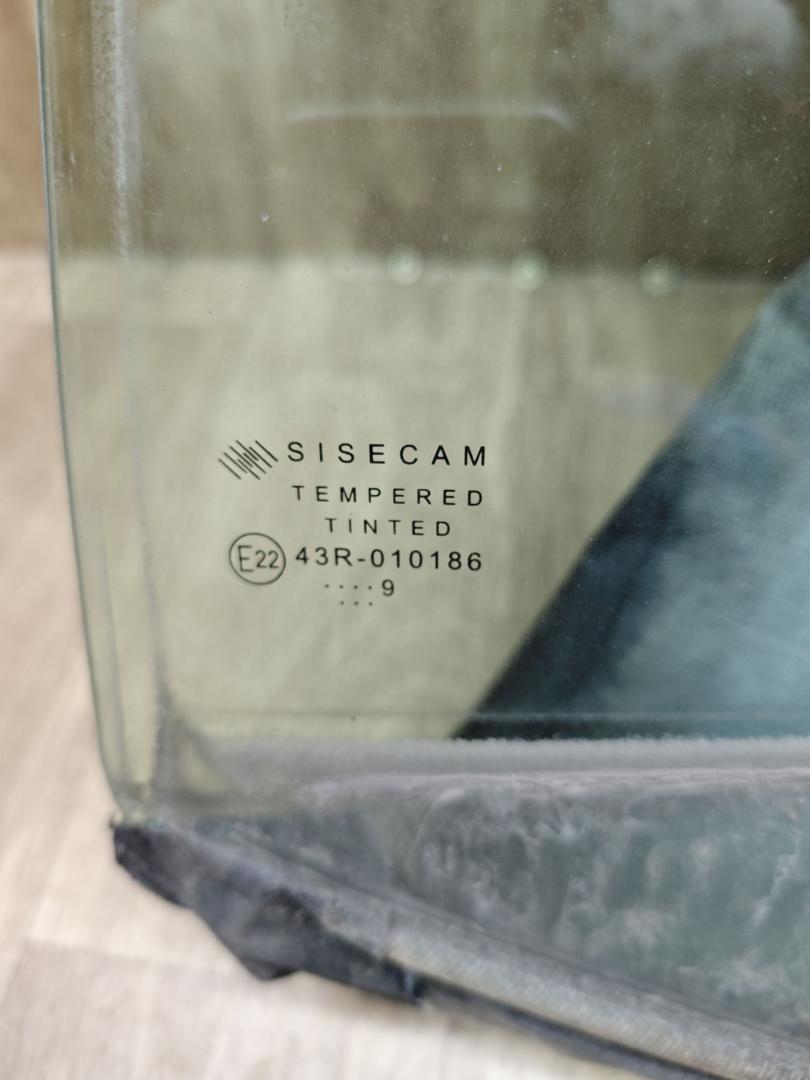 SISECAM
TEMPERED
TINTED
E22 43R-010186
....9
...